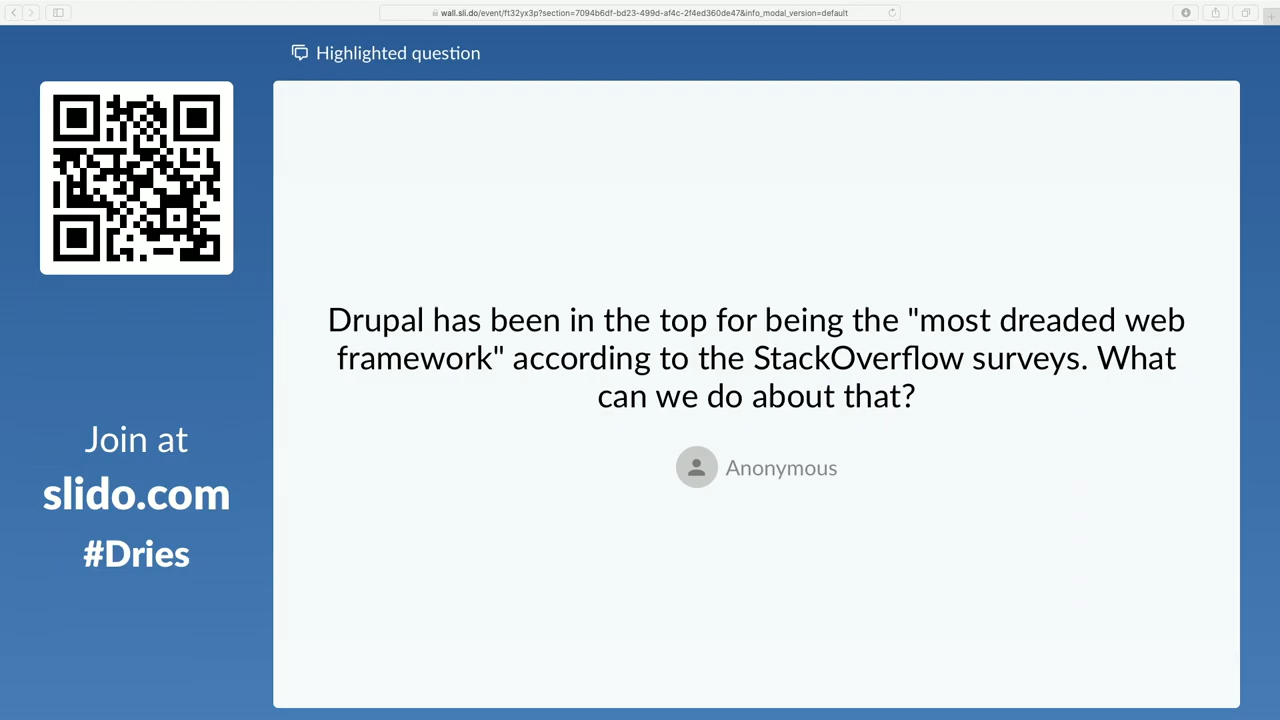 wall.sli.do/event/ft32yx3p?section=7094b6df-bd23-499d-af4c-2f4ed360de47&info_modal_version=default
Highlighted question
Drupal has been in the top for being the "most dreaded web
framework" according to the StackOverflow surveys. What
can we do about that?
Anonymous
Join at
slido.com
#Dries